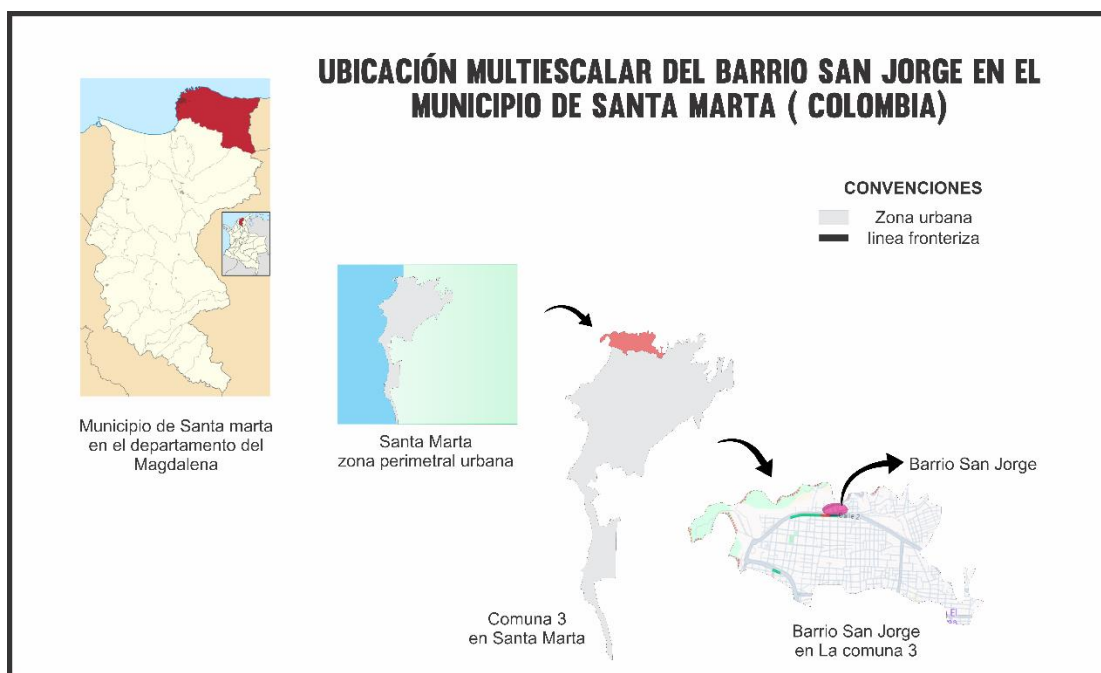 UBICACIÓN MULTIESCALAR DEL BARRIO SAN JORGE EN EL
MUNICIPIO DE SANTA MARTA ( COLOMBIA)
CONVENCIONES
Zona urbana
linea fronteriza
Municipio de Santa marta
en el departamento del
Magdalena
Santa Marta
zona perimetral urbana
Barrio San Jorge
Comuna 3
en Santa Marta
Barrio San Jorge
en La comuna 3